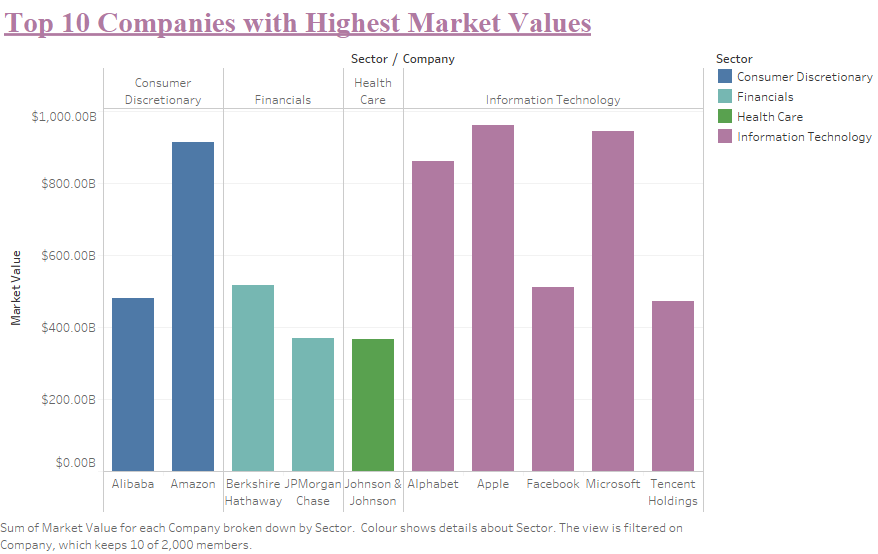 Top 10 Companies with Highest Market Values
Sector / Company
Consumer
Discretionary
Financials
Health
Care
Information Technology
Sector
Consumer Discretionary
Financials
Health Care
Information Technology
$1,000.00B
$800.00B
$600.00B
$400.00B
$200.00B
$0.00B
Market Value
Alibaba
Amazon
Berkshire
Hathaway
JPMorgan
Chase
Johnson &
Johnson
Alphabet
Apple
Facebook
Microsoft
Tencent
Holdings
Sum of Market Value for each Company broken down by Sector. Colour shows details about Sector. The view is filtered on
Company, which keeps 10 of 2,000 members.